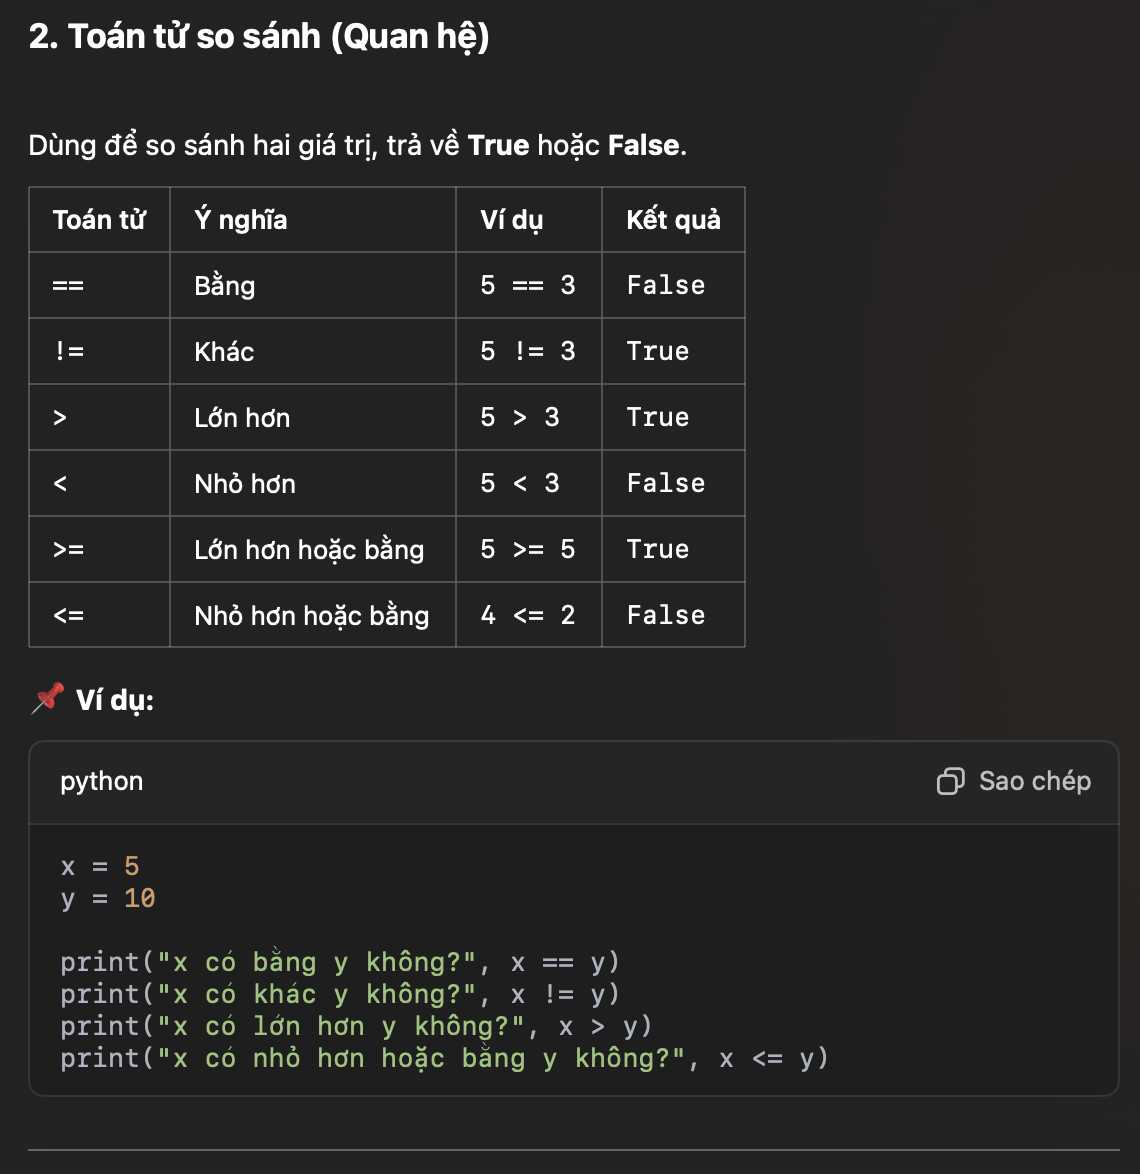 2. Toán tử so sánh (Quan hệ)
Dùng để so sánh hai giá trị, trả về True hoặc False.
Toán tử Ý nghĩa Ví dụ Kết quả
== Bằng 5 == 3 False
!= Khác 5 != 3 True
> Lớn hơn 5 > 3 True
< Nhỏ hơn 5 < 3 False
>= Lớn hơn hoặc bằng 5 >= 5 True
<= Nhỏ hơn hoặc bằng 4 <= 2 False
📌 Ví dụ:
python Sao chép
x = 5
y = 10
print("x có bằng y không?", x == y)
print("x có khác y không?", x != y)
print("x có lớn hơn y không?", x > y)
print("x có nhỏ hơn hoặc bằng y không?", x <= y)